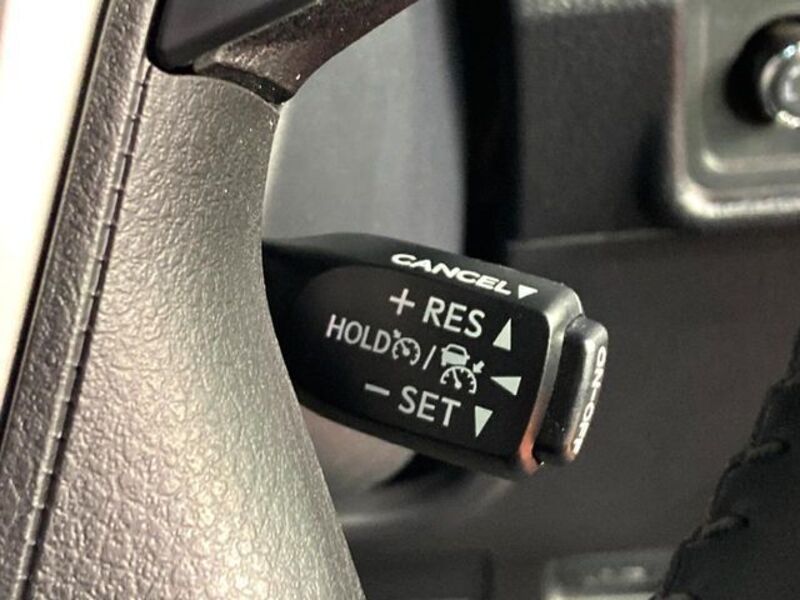 CANCEL▼
+ RES ▲
HOLD / ◀
− SET ▼
ON-OFF